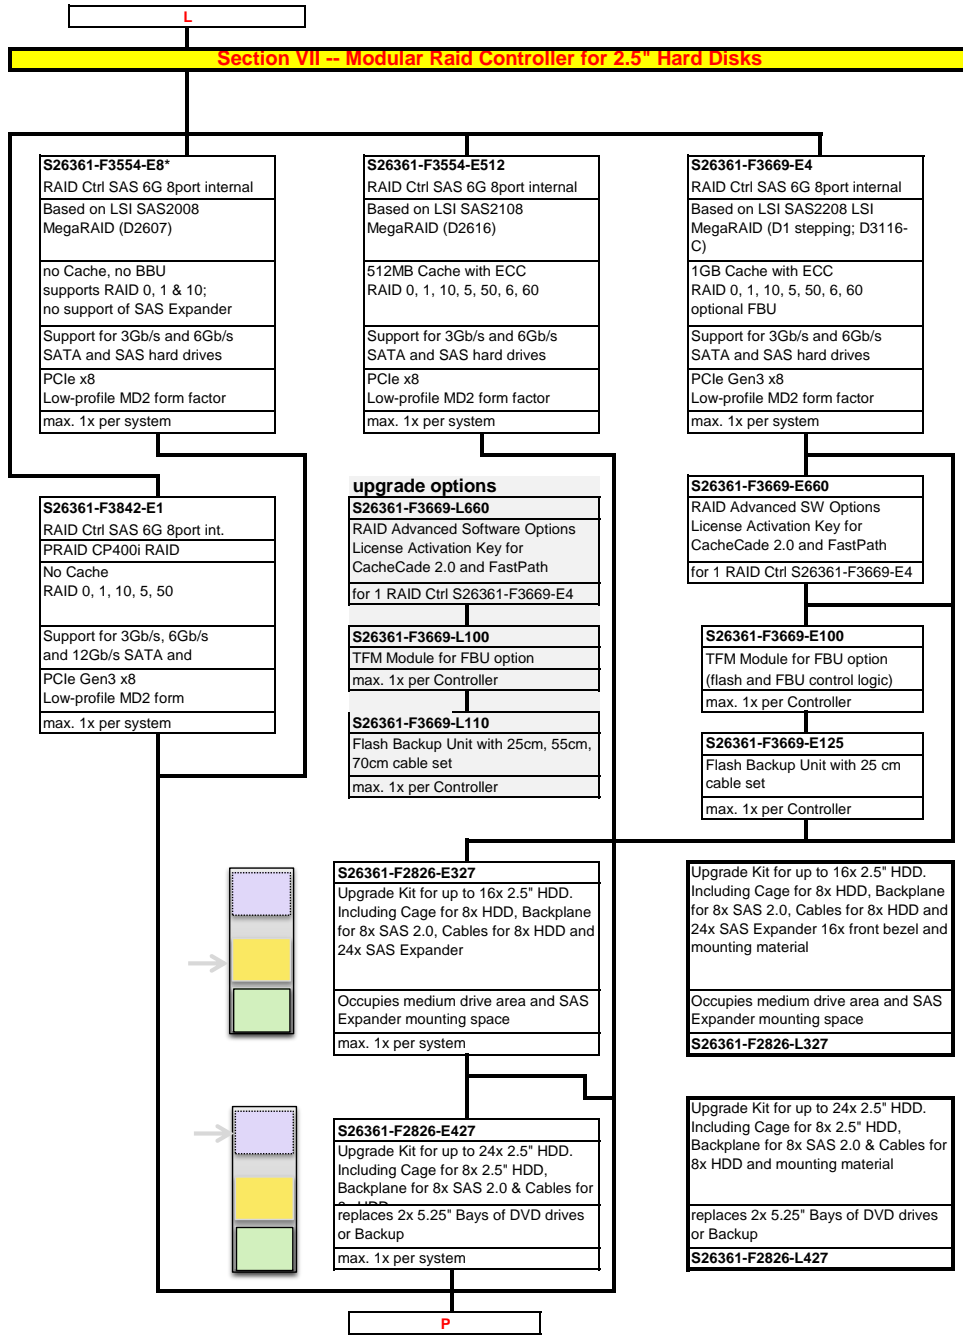 L
Section VII -- Modular Raid Controller for 2.5" Hard Disks
S26361-F3554-E8*
RAID Ctrl SAS 6G 8port internal
Based on LSI SAS2008
MegaRAID (D2607)
no Cache, no BBU
supports RAID 0, 1 & 10;
no support of SAS Expander
Support for 3Gb/s and 6Gb/s
SATA and SAS hard drives
PCIe x8
Low-profile MD2 form factor
max. 1x per system
S26361-F3554-E512
RAID Ctrl SAS 6G 8port internal
Based on LSI SAS2108
MegaRAID (D2616)
512MB Cache with ECC
RAID 0, 1, 10, 5, 50, 6, 60
Support for 3Gb/s and 6Gb/s
SATA and SAS hard drives
PCIe x8
Low-profile MD2 form factor
max. 1x per system
S26361-F3669-E4
RAID Ctrl SAS 6G 8port internal
Based on LSI SAS2208 LSI
MegaRAID (D1 stepping; D3116-
C)
1GB Cache with ECC
RAID 0, 1, 10, 5, 50, 6, 60
optional FBU
Support for 3Gb/s and 6Gb/s
SATA and SAS hard drives
PCIe Gen3 x8
Low-profile MD2 form factor
max. 1x per system
S26361-F3842-E1
RAID Ctrl SAS 6G 8port int.
PRAID CP400i RAID
No Cache
RAID 0, 1, 10, 5, 50
Support for 3Gb/s, 6Gb/s
and 12Gb/s SATA and
PCIe Gen3 x8
Low-profile MD2 form
max. 1x per system
upgrade options
S26361-F3669-L660
RAID Advanced Software Options
License Activation Key for
CacheCade 2.0 and FastPath
for 1 RAID Ctrl S26361-F3669-E4
S26361-F3669-L100
TFM Module for FBU option
max. 1x per Controller
S26361-F3669-L110
Flash Backup Unit with 25cm, 55cm,
70cm cable set
max. 1x per Controller
S26361-F3669-E660
RAID Advanced SW Options
License Activation Key for
CacheCade 2.0 and FastPath
for 1 RAID Ctrl S26361-F3669-E4
S26361-F3669-E100
TFM Module for FBU option
(flash and FBU control logic)
max. 1x per Controller
S26361-F3669-E125
Flash Backup Unit with 25 cm
cable set
max. 1x per Controller
S26361-F2826-E327
Upgrade Kit for up to 16x 2.5" HDD.
Including Cage for 8x HDD, Backplane
for 8x SAS 2.0, Cables for 8x HDD and
24x SAS Expander
Occupies medium drive area and SAS
Expander mounting space
max. 1x per system
Upgrade Kit for up to 16x 2.5" HDD.
Including Cage for 8x HDD, Backplane
for 8x SAS 2.0, Cables for 8x HDD and
24x SAS Expander 16x front bezel and
mounting material
Occupies medium drive area and SAS
Expander mounting space
S26361-F2826-L327
S26361-F2826-E427
Upgrade Kit for up to 24x 2.5" HDD.
Including Cage for 8x 2.5" HDD,
Backplane for 8x SAS 2.0 & Cables for
replaces 2x 5.25" Bays of DVD drives
or Backup
max. 1x per system
Upgrade Kit for up to 24x 2.5" HDD.
Including Cage for 8x 2.5" HDD,
Backplane for 8x SAS 2.0 & Cables for
8x HDD and mounting material
replaces 2x 5.25" Bays of DVD drives
or Backup
S26361-F2826-L427
P